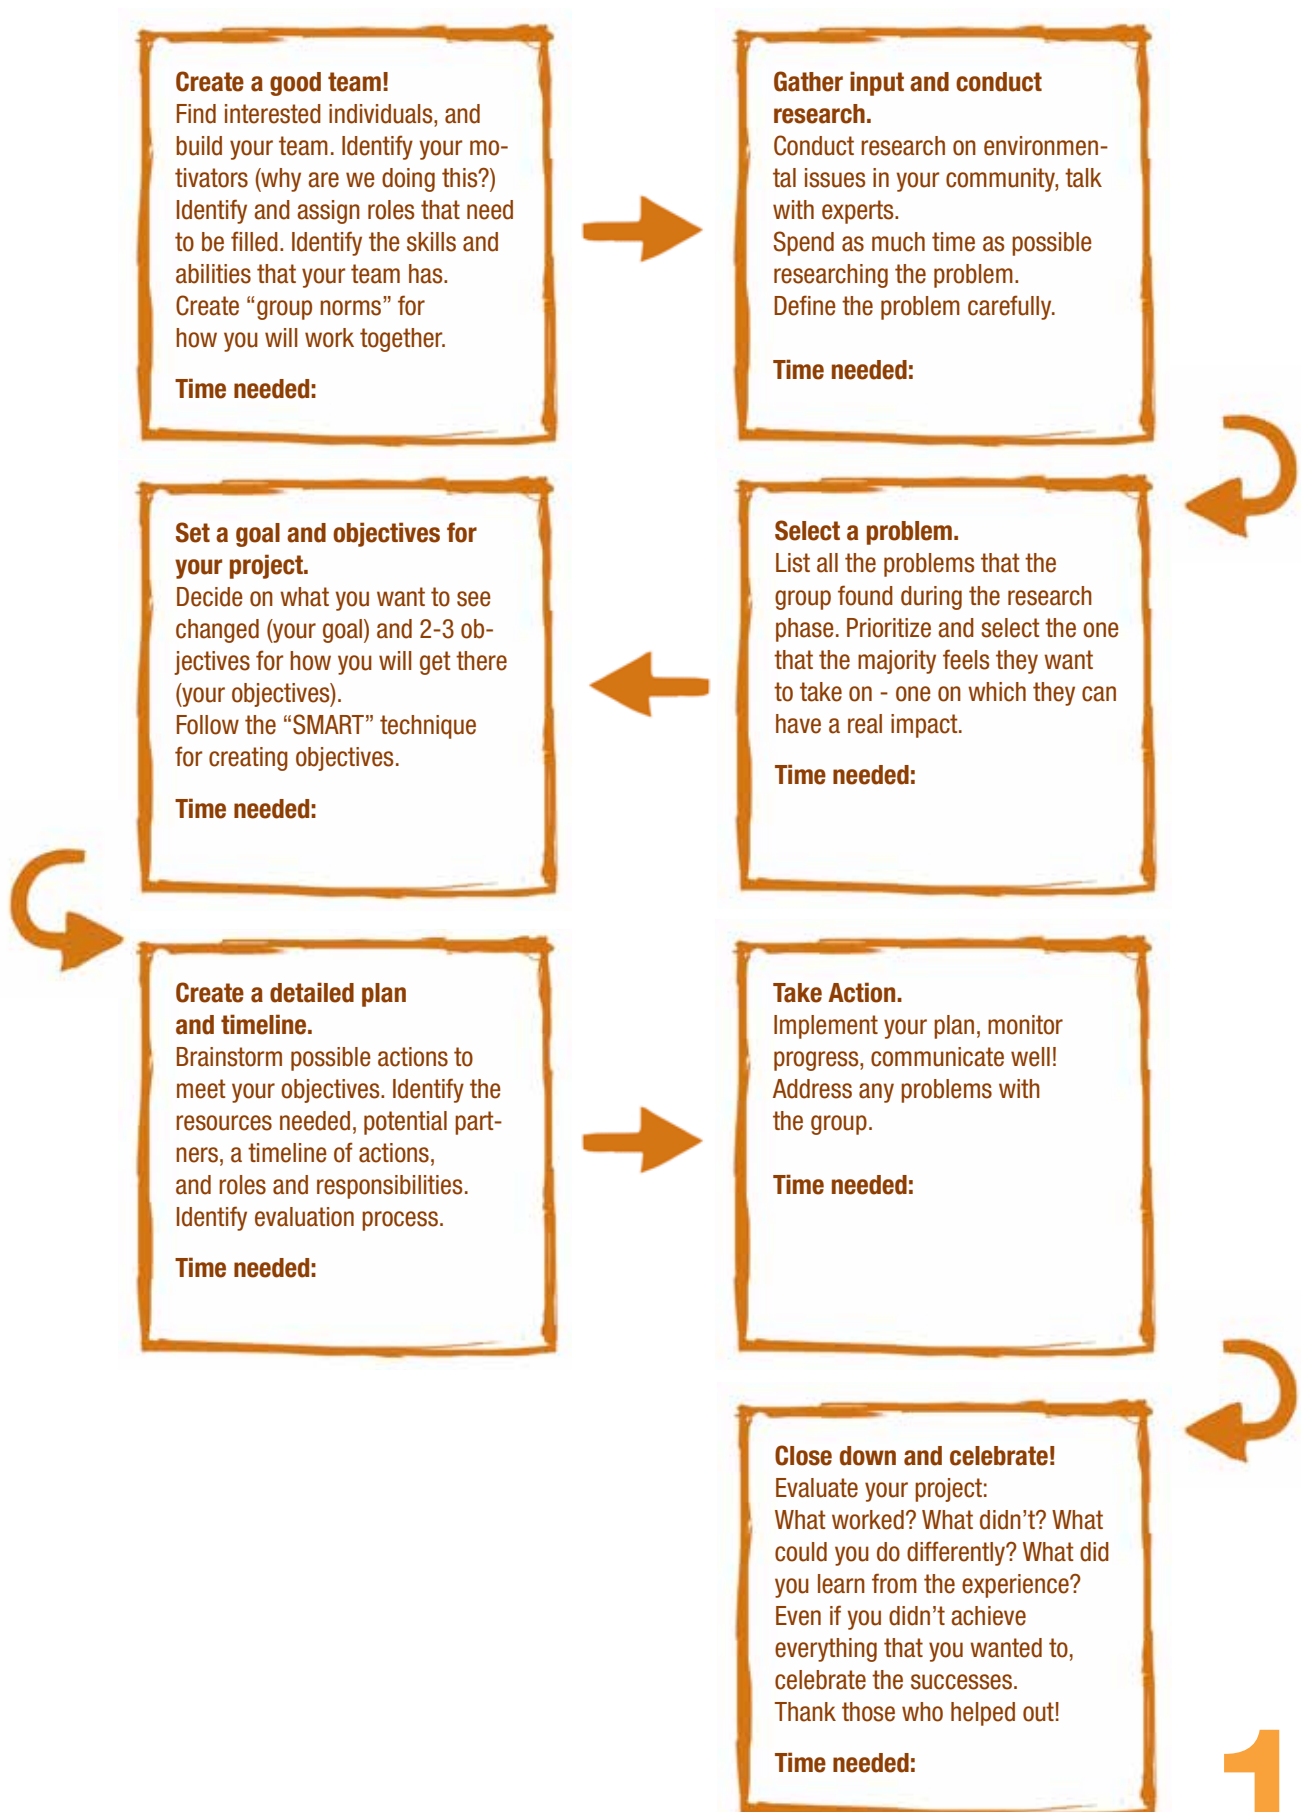 Create a good team!
Find interested individuals, and
build your team. Identify your mo-
tivators (why are we doing this?)
Identify and assign roles that need
to be filled. Identify the skills and
abilities that your team has.
Create “group norms” for
how you will work together.
Time needed:
Gather input and conduct
research.
Conduct research on environmen-
tal issues in your community, talk
with experts.
Spend as much time as possible
researching the problem.
Define the problem carefully.
Time needed:
Select a problem.
List all the problems that the
group found during the research
phase. Prioritize and select the one
that the majority feels they want
to take on - one on which they can
have a real impact.
Time needed:
Set a goal and objectives for
your project.
Decide on what you want to see
changed (your goal) and 2-3 ob-
jectives for how you will get there
(your objectives).
Follow the “SMART” technique
for creating objectives.
Time needed:
Create a detailed plan
and timeline.
Brainstorm possible actions to
meet your objectives. Identify the
resources needed, potential part-
ners, a timeline of actions,
and roles and responsibilities.
Identify evaluation process.
Time needed:
Take Action.
Implement your plan, monitor
progress, communicate well!
Address any problems with
the group.
Time needed:
Close down and celebrate!
Evaluate your project:
What worked? What didn’t? What
could you do differently? What did
you learn from the experience?
Even if you didn’t achieve
everything that you wanted to,
celebrate the successes.
Thank those who helped out!
Time needed:
1